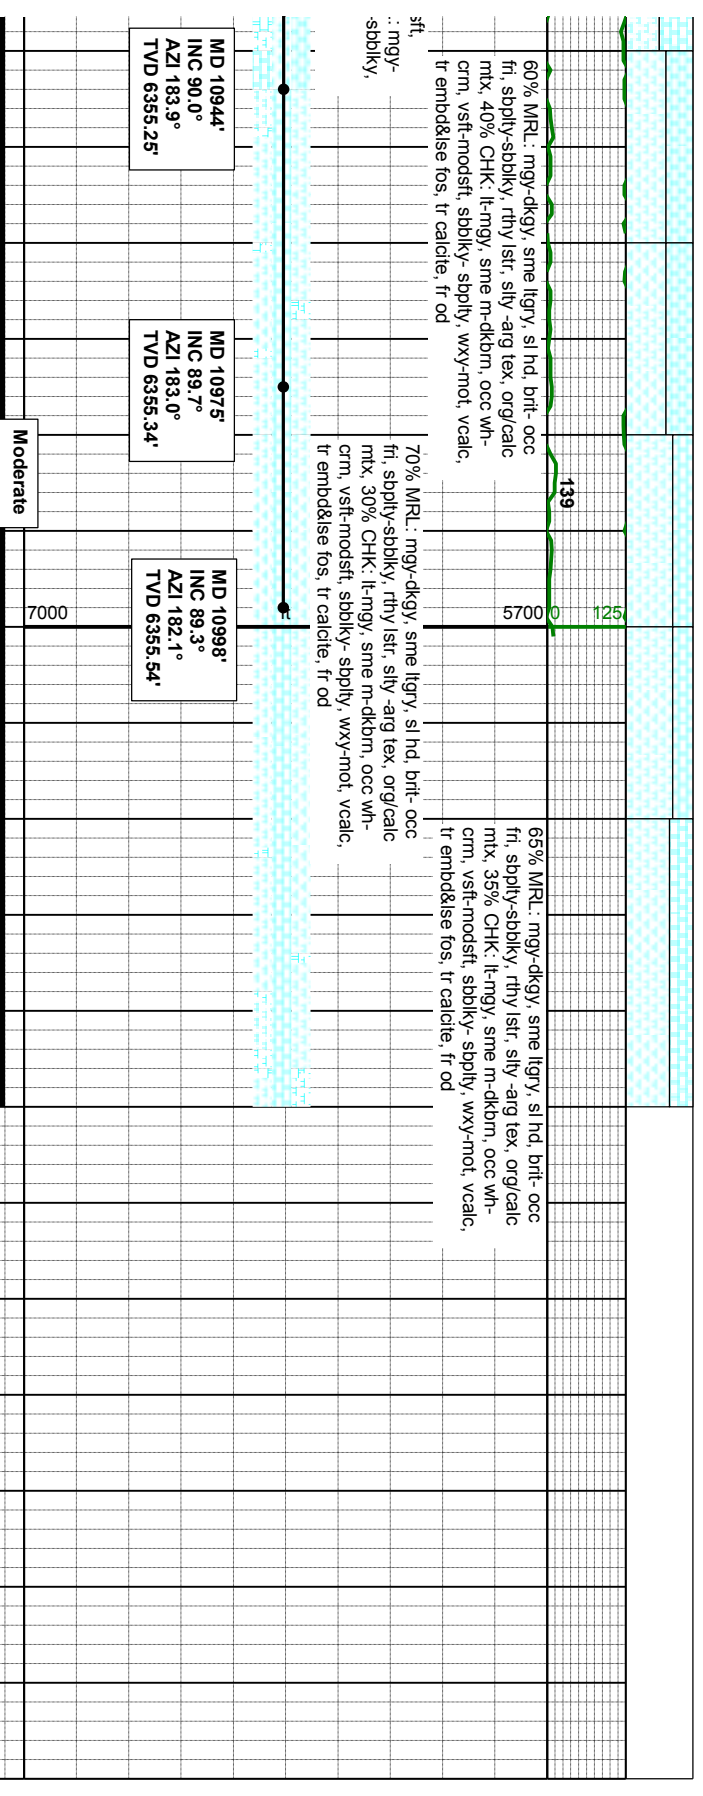 sft,
.: mgy-
-sbblky,
60% MRL: mgy-dkgy, sme ltgry, sl hd, brit- occ
fri, sbplty-sbblky, rthy lstr, slty -arg tex, org/calc
mtx, 40% CHK: lt-mgy, sme m-dkbrn, occ wh-
crm, vsft-modsft, sbblky- sbplty, wxy-mot, vcalc,
tr embd&lse fos, tr calcite, fr od
MD 10944'
INC 90.0°
AZI 183.9°
TVD 6355.25'
MD 10975'
INC 89.7°
AZI 183.0°
TVD 6355.34'
Moderate
139
70% MRL: mgy-dkgy, sme ltgry, sl hd, brit- occ
fri, sbplty-sbblky, rthy lstr, slty -arg tex, org/calc
mtx, 30% CHK: lt-mgy, sme m-dkbrn, occ wh-
crm, vsft-modsft, sbblky- sbplty, wxy-mot, vcalc,
tr embd&lse fos, tr calcite, fr od
MD 10998'
INC 89.3°
AZI 182.1°
TVD 6355.54'
7000
ft
5700
0
125
65% MRL: mgy-dkgy, sme ltgry, sl hd, brit- occ
fri, sbplty-sbblky, rthy lstr, slty -arg tex, org/calc
mtx, 35% CHK: lt-mgy, sme m-dkbrn, occ wh-
crm, vsft-modsft, sbblky- sbplty, wxy-mot, vcalc,
tr embd&lse fos, tr calcite, fr od